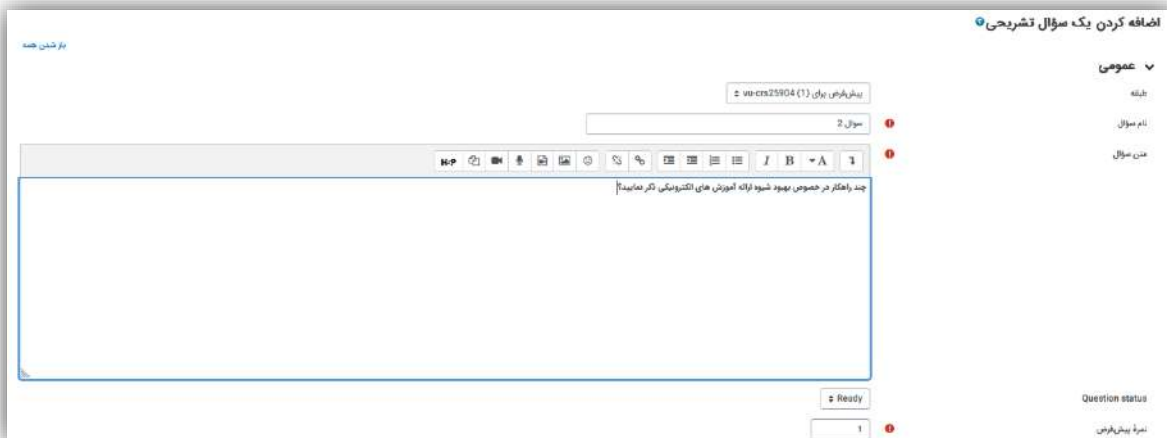 اضافه کردن یک سؤال تشریحی
باز شدن همه
عمومی
طبقه
پیش‌فرض برای vu-crs25904 (1)
نام سؤال
سوال 2
متن سؤال
A B I H-P
چند راهکار در خصوص بهبود شیوه ارائه آموزش های الکترونیکی ذکر نمایید؟
Question status
Ready
نمرهٔ پیش‌فرض
1